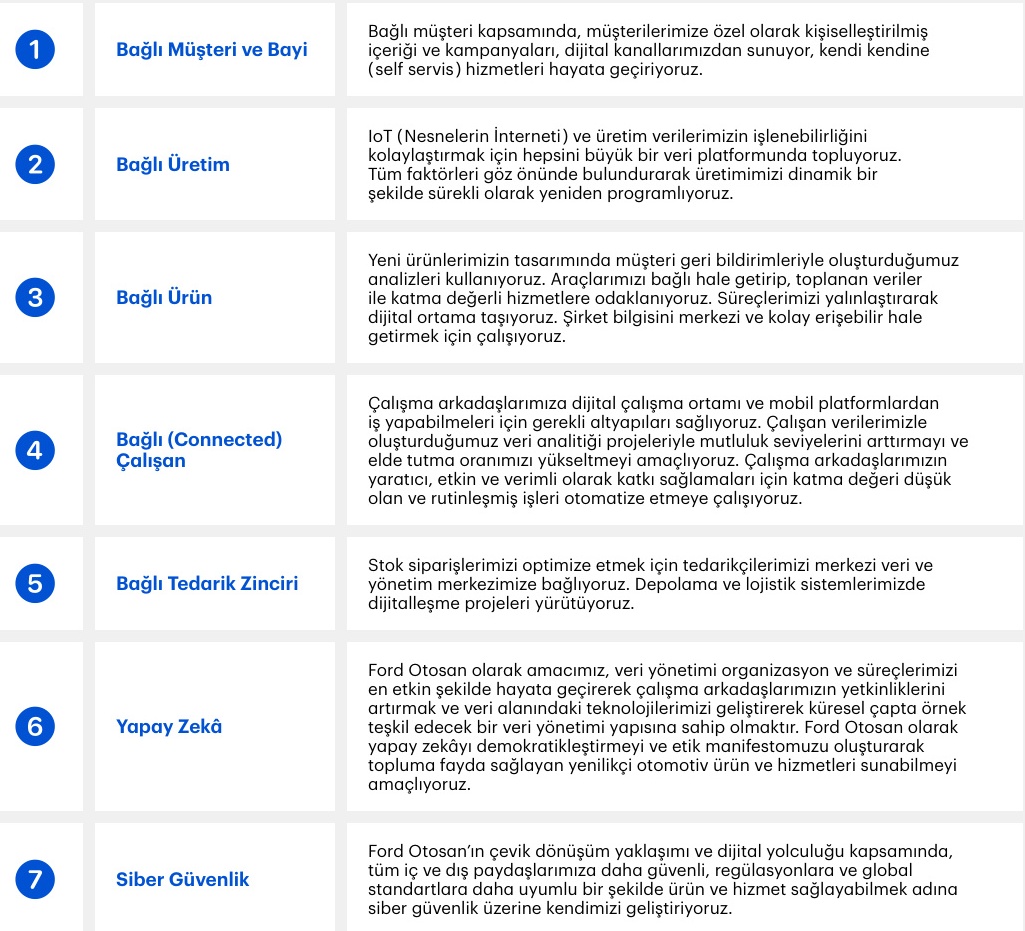 1
Bağlı Müşteri ve Bayi
Bağlı müşteri kapsamında, müşterilerimize özel olarak kişiselleştirilmiş
içeriği ve kampanyaları, dijital kanallarımızdan sunuyor, kendi kendine
(self servis) hizmetleri hayata geçiriyoruz.
2
Bağlı Üretim
IoT (Nesnelerin İnterneti) ve üretim verilerimizin işlenebilirliğini
kolaylaştırmak için hepsini büyük bir veri platformunda topluyoruz.
Tüm faktörleri göz önünde bulundurarak üretimimizi dinamik bir
şekilde sürekli olarak yeniden programlıyoruz.
3
Bağlı Ürün
Yeni ürünlerimizin tasarımında müşteri geri bildirimleriyle oluşturduğumuz
analizleri kullanıyoruz. Araçlarımızı bağlı hale getirip, toplanan veriler
ile katma değerli hizmetlere odaklanıyoruz. Süreçlerimizi yalınlaştırarak
dijital ortama taşıyoruz. Şirket bilgisini merkezi ve kolay erişebilir hale
getirmek için çalışıyoruz.
4
Bağlı (Connected)
Çalışan
Çalışma arkadaşlarımıza dijital çalışma ortamı ve mobil platformlardan
iş yapabilmeleri için gerekli altyapıları sağlıyoruz. Çalışan verilerimizle
oluşturduğumuz veri analitiği projeleriyle mutluluk seviyelerini arttırmayı ve
elde tutma oranımızı yükseltmeyi amaçlıyoruz. Çalışma arkadaşlarımızın
yaratıcı, etkin ve verimli olarak katkı sağlamaları için katma değeri düşük
olan ve rutinleşmiş işleri otomatize etmeye çalışıyoruz.
5
Bağlı Tedarik Zinciri
Stok siparişlerimizi optimize etmek için tedarikçilerimizi merkezi veri ve
yönetim merkezimize bağlıyoruz. Depolama ve lojistik sistemlerimizde
dijitalleşme projeleri yürütüyoruz.
6
Yapay Zekâ
Ford Otosan olarak amacımız, veri yönetimi organizasyon ve süreçlerimizi
en etkin şekilde hayata geçirerek çalışma arkadaşlarımızın yetkinliklerini
artırmak ve veri alanındaki teknolojilerimizi geliştirerek küresel çapta örnek
teşkil edecek bir veri yönetimi yapısına sahip olmaktır. Ford Otosan olarak
yapay zekâyı demokratikleştirmeyi ve etik manifestomuzu oluşturarak
topluma fayda sağlayan yenilikçi otomotiv ürün ve hizmetleri sunabilmeyi
amaçlıyoruz.
7
Siber Güvenlik
Ford Otosan’ın çevik dönüşüm yaklaşımı ve dijital yolculuğu kapsamında,
tüm iç ve dış paydaşlarımıza daha güvenli, regülasyonlara ve global
standartlara daha uyumlu bir şekilde ürün ve hizmet sağlayabilmek adına
siber güvenlik üzerine kendimizi geliştiriyoruz.